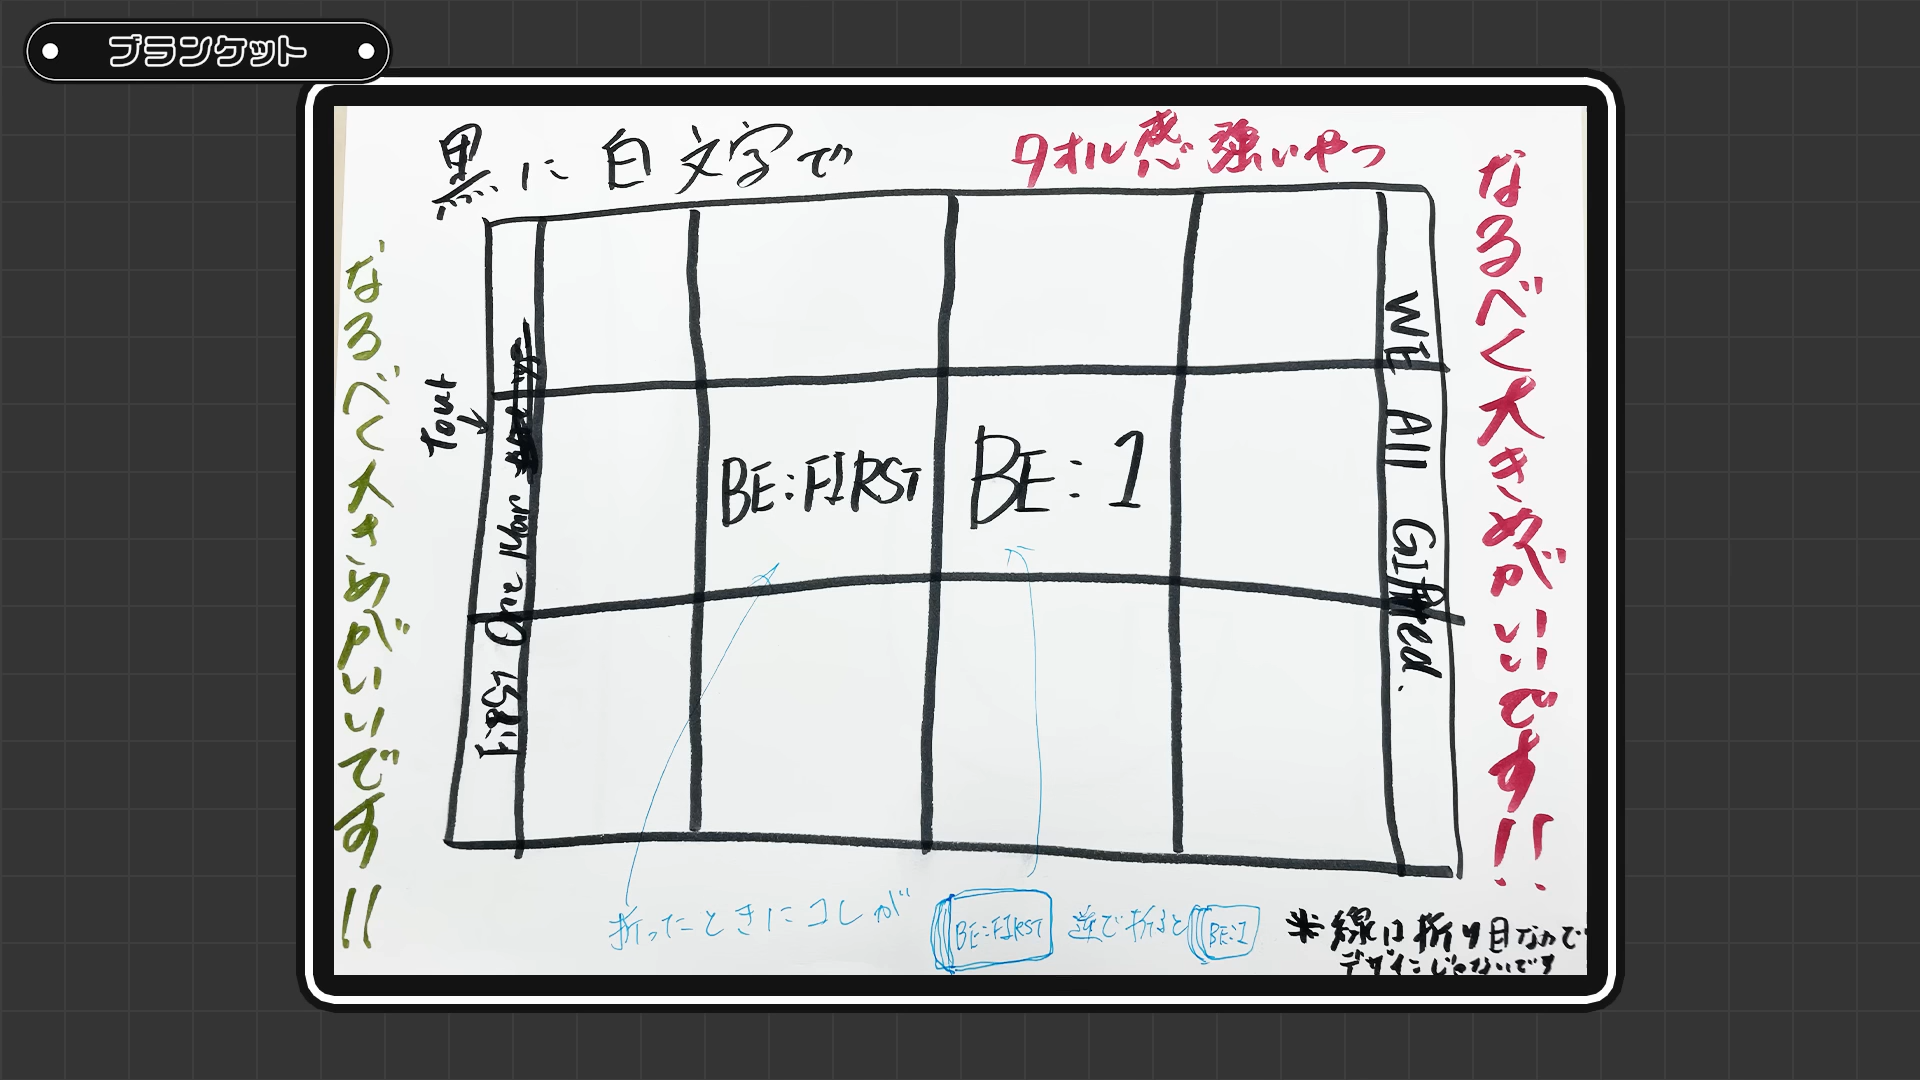 ブランケット
黒に白文字で
タオル感強いやつ
なるべく大きめがいいです!!
なるべく大きめがいいです!!
Tour
First One Man
BE:FIRST
BE:1
WE All Gifted.
折ったときにコレが
BE:FIRST
逆で折ると
BE:1
※線は折り目なので
デザインじゃないです